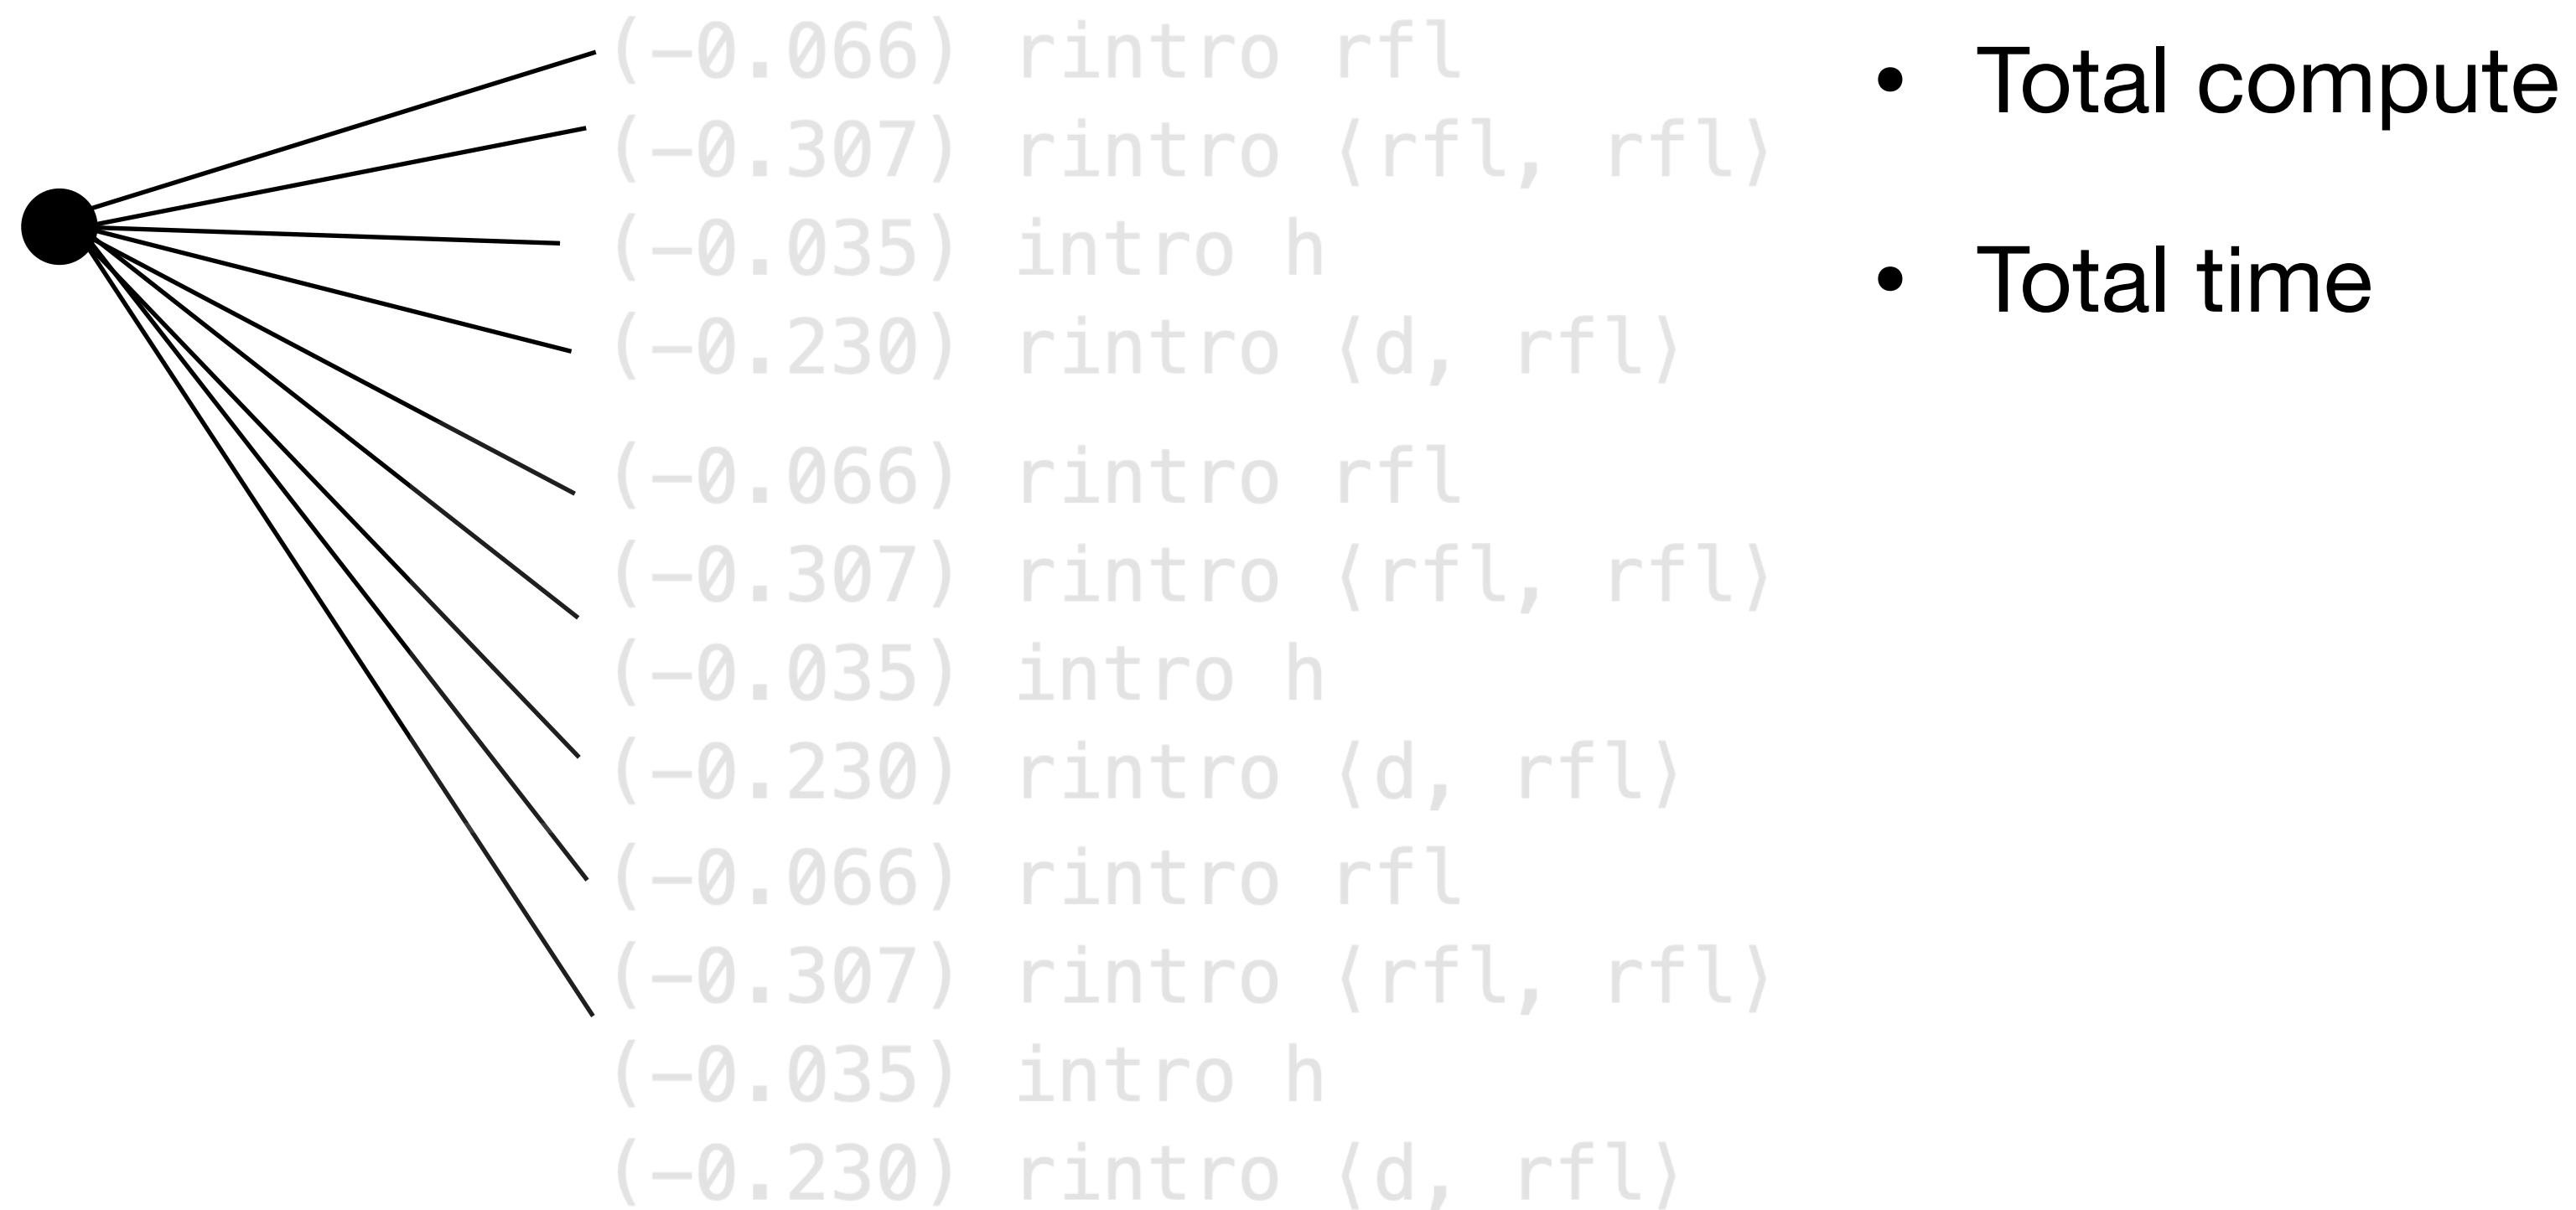 (−0.066) rintro rfl
(−0.307) rintro ⟨rfl, rfl⟩
(−0.035) intro h
(−0.230) rintro ⟨d, rfl⟩
(−0.066) rintro rfl
(−0.307) rintro ⟨rfl, rfl⟩
(−0.035) intro h
(−0.230) rintro ⟨d, rfl⟩
(−0.066) rintro rfl
(−0.307) rintro ⟨rfl, rfl⟩
(−0.035) intro h
(−0.230) rintro ⟨d, rfl⟩
• Total compute
• Total time